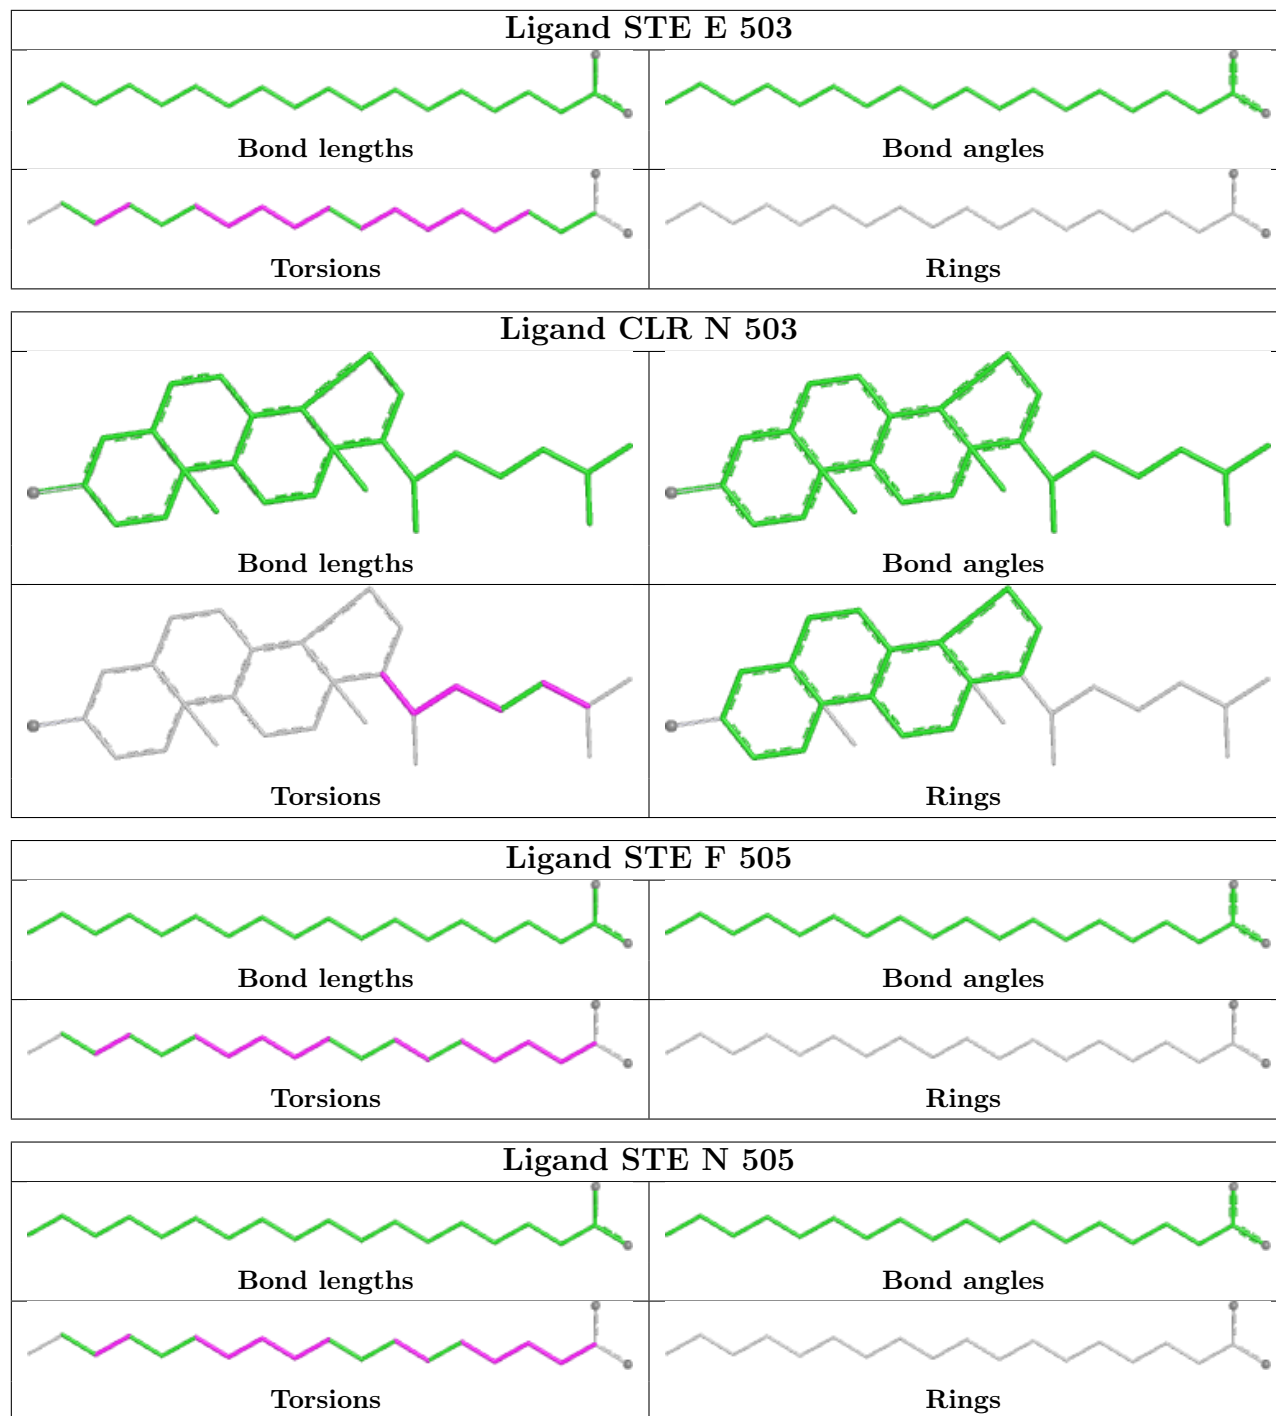 Ligand STE E 503
Bond lengths
Bond angles
Torsions
Rings
Ligand CLR N 503
Bond lengths
Bond angles
Torsions
Rings
Ligand STE F 505
Bond lengths
Bond angles
Torsions
Rings
Ligand STE N 505
Bond lengths
Bond angles
Torsions
Rings